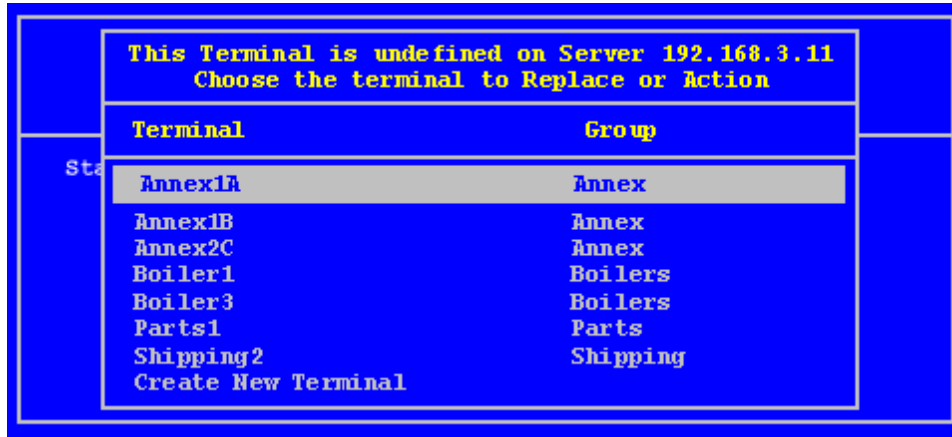 This Terminal is undefined on Server 192.168.3.11
Choose the terminal to Replace or Action
Terminal Group
Sta
Annex1A Annex
Annex1B Annex
Annex2C Annex
Boiler1 Boilers
Boiler3 Boilers
Parts1 Parts
Shipping2 Shipping
Create New Terminal